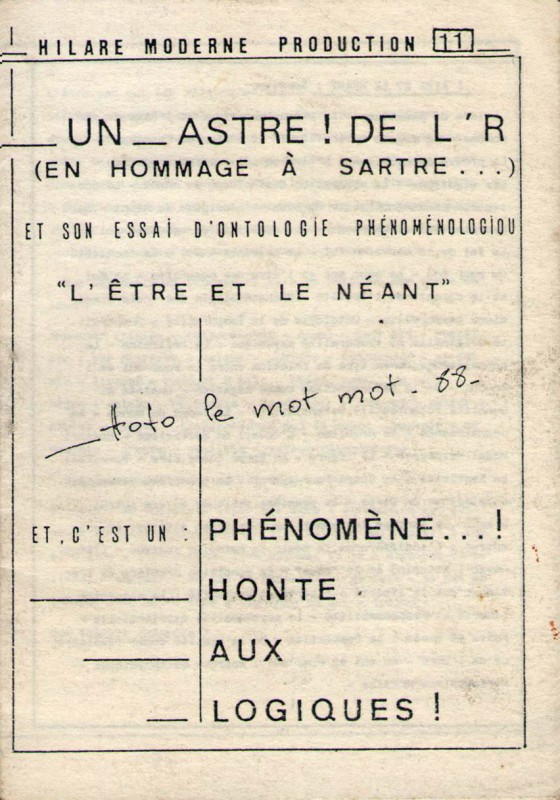 HILARE MODERNE PRODUCTION 11
UN ASTRE ! DE L'R
(EN HOMMAGE À SARTRE...)
ET SON ESSAI D'ONTOLOGIE PHÉNOMÉNOLOGIQU
"L'ÊTRE ET LE NÉANT"
toto le mot mot - 88-
ET, C'EST UN : PHÉNOMÈNE...!
HONTE
AUX
LOGIQUES !